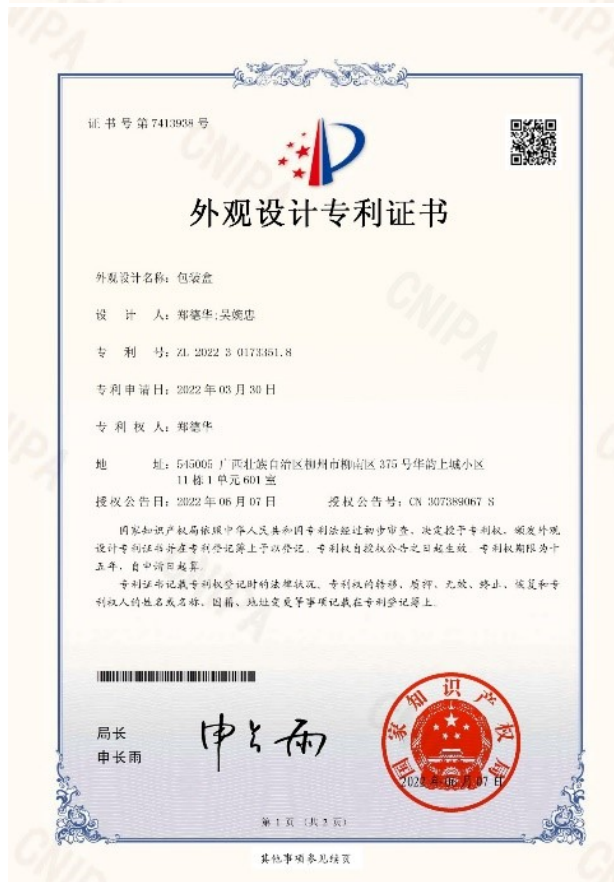 证书号第7413938号
外观设计专利证书
外观设计名称：包装盒
设 计 人：郑德华;吴婉忠
专 利 号：ZL 2022 3 0173351.8
专利申请日：2022年03月30日
专 利 权 人：郑德华
地 址：545005 广西壮族自治区柳州市柳南区375号华韵上城小区
11栋1单元601室
授权公告日：2022年06月07日 授权公告号：CN 307389067 S
国家知识产权局依照中华人民共和国专利法经过初步审查，决定授予专利权，颁发外观
设计专利证书并在专利登记簿上予以登记。专利权自授权公告之日起生效。专利权期限为十
五年，自申请日起算。
专利证书记载专利权登记时的法律状况。专利权的转移、质押、无效、终止、恢复和专
利权人的姓名或名称、国籍、地址变更等事项记载在专利登记簿上。
局长
申长雨
申长雨
国家知识产权局
2022年06月07日
第 1 页 (共 2 页)
其他事项参见续页
CNIPA